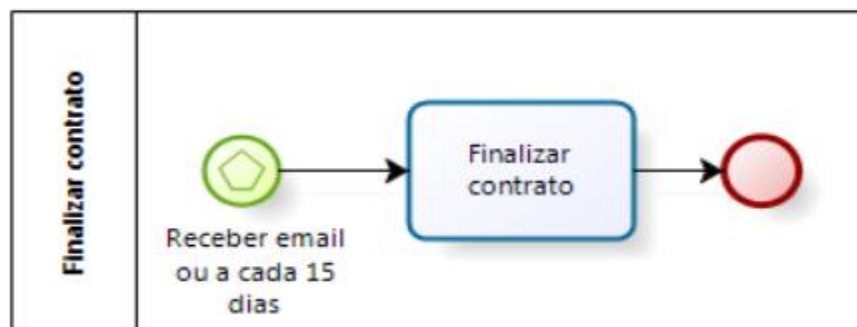 Finalizar contrato
Receber email
ou a cada 15
dias
Finalizar
contrato